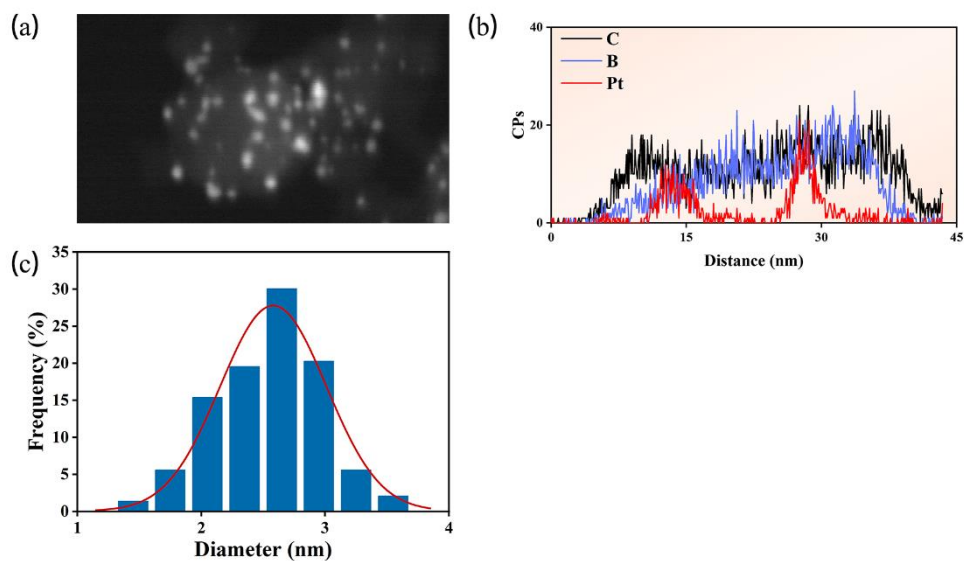 (a)
(b)
40
20
0
CPs
C
B
Pt
0 15 30 45
Distance (nm)
(c)
35
30
25
20
15
10
5
0
Frequency (%)
1 2 3 4
Diameter (nm)